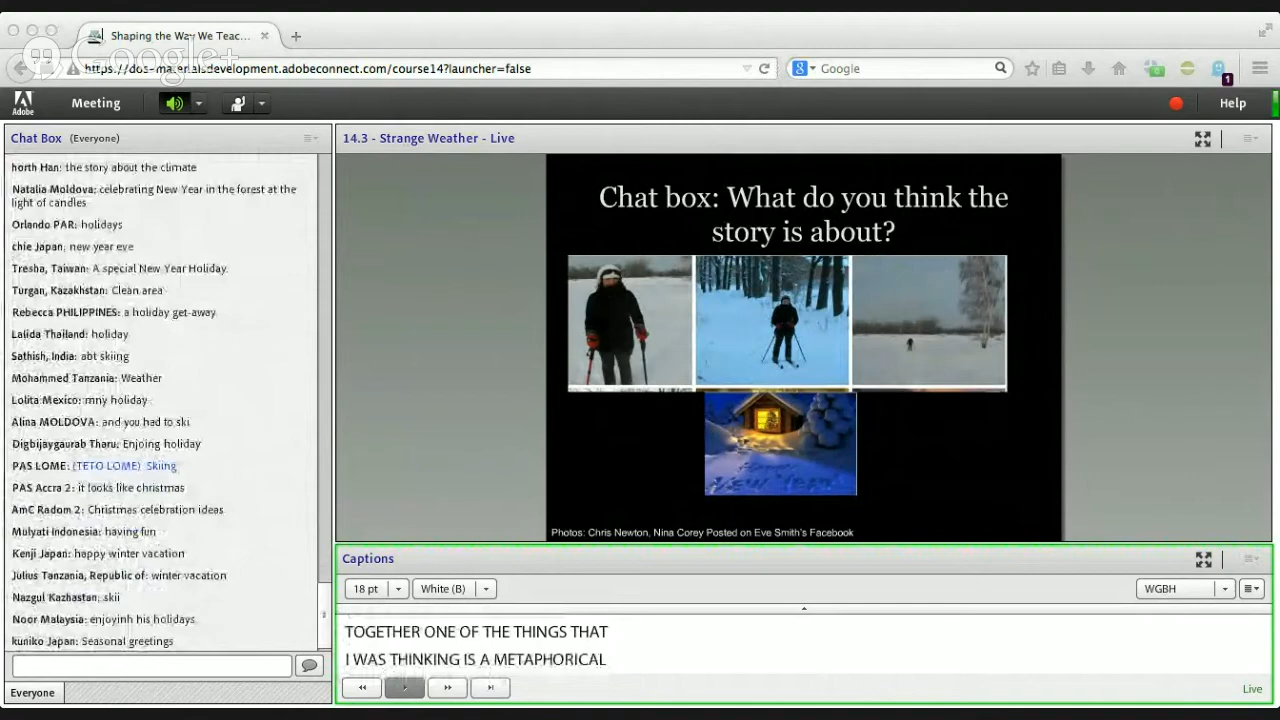 Shaping the Way We Teac...
Google+
https://dos-materialsdevelopment.adobeconnect.com/course14?launcher=false
Google
1
Adobe
Meeting
Help
Chat Box (Everyone)
horth Han: the story about the climate
Natalia Moldova: celebrating New Year in the forest at the
light of candles
Orlando PAR: holidays
chie Japan: new year eve
Tresha, Taiwan: A special New Year Holiday.
Turgan, Kazakhstan: Clean area
Rebecca PHILIPPINES: a holiday get-away
Lalida Thailand: holiday
Sathish, India: abt skiing
Mohammed Tanzania: Weather
Lolita Mexico: mny holiday
Alina MOLDOVA: and you had to ski
Digbijaygaurab Tharu: Enjoing holiday
PAS LOME: (TETO LOME) Skiing
PAS Accra 2: it looks like christmas
AmC Radom 2: Christmas celebration ideas
Mulyati Indonesia: having fun
Kenji Japan: happy winter vacation
Julius Tanzania, Republic of: winter vacation
Nazgul Kazhastan: skii
Noor Malaysia: enjoyinh his holidays
kuniko Japan: Seasonal greetings
Everyone
14.3 - Strange Weather - Live
Chat box: What do you think the
story is about?
New Year
Photos: Chris Newton, Nina Corey Posted on Eve Smith's Facebook
Captions
18 pt
White (B)
WGBH
TOGETHER ONE OF THE THINGS THAT
I WAS THINKING IS A METAPHORICAL
Live